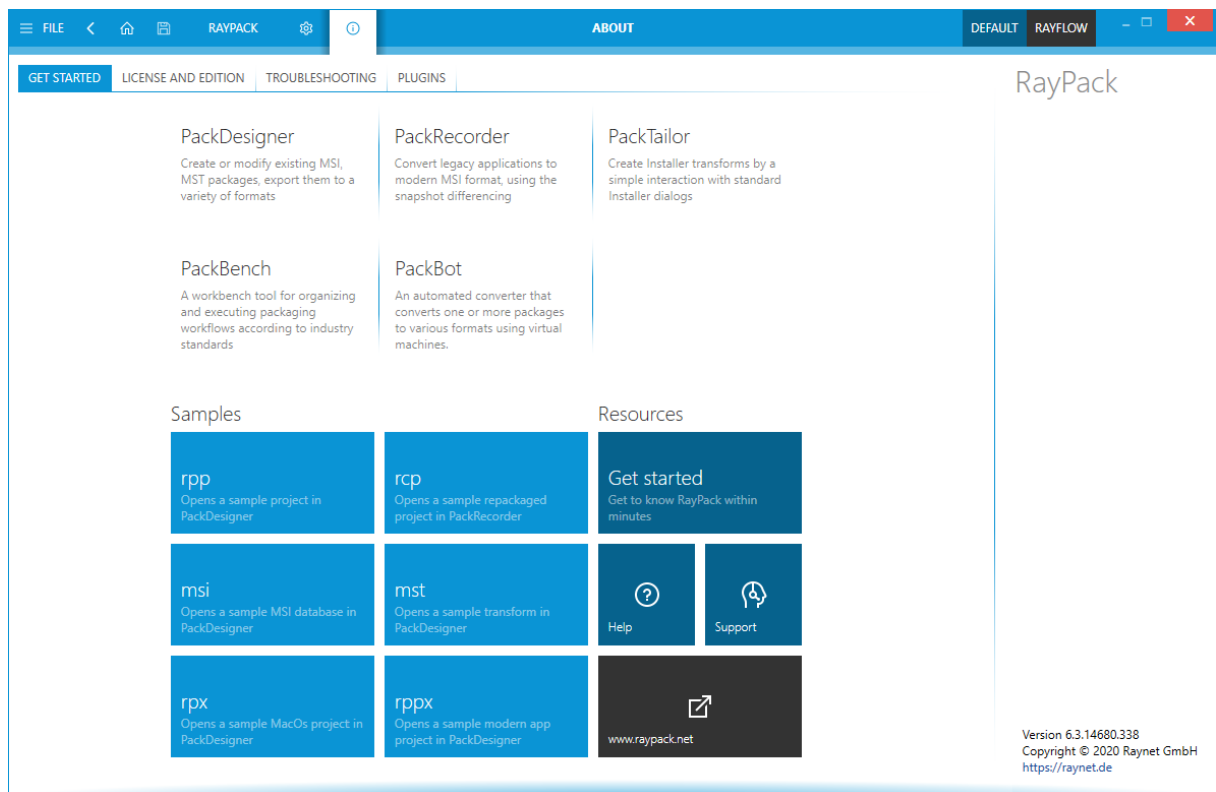 FILE
RAYPACK
ABOUT
DEFAULT
RAYFLOW
GET STARTED
LICENSE AND EDITION
TROUBLESHOOTING
PLUGINS
RayPack
PackDesigner
Create or modify existing MSI,
MST packages, export them to a
variety of formats
PackRecorder
Convert legacy applications to
modern MSI format, using the
snapshot differencing
PackTailor
Create Installer transforms by a
simple interaction with standard
Installer dialogs
PackBench
A workbench tool for organizing
and executing packaging
workflows according to industry
standards
PackBot
An automated converter that
converts one or more packages
to various formats using virtual
machines.
Samples
rpp
Opens a sample project in
PackDesigner
rcp
Opens a sample repackaged
project in PackRecorder
msi
Opens a sample MSI database in
PackDesigner
mst
Opens a sample transform in
PackDesigner
rpx
Opens a sample MacOs project in
PackDesigner
rppx
Opens a sample modern app
project in PackDesigner
Resources
Get started
Get to know RayPack within
minutes
Help
Support
www.raypack.net
Version 6.3.14680.338
Copyright © 2020 Raynet GmbH
https://raynet.de